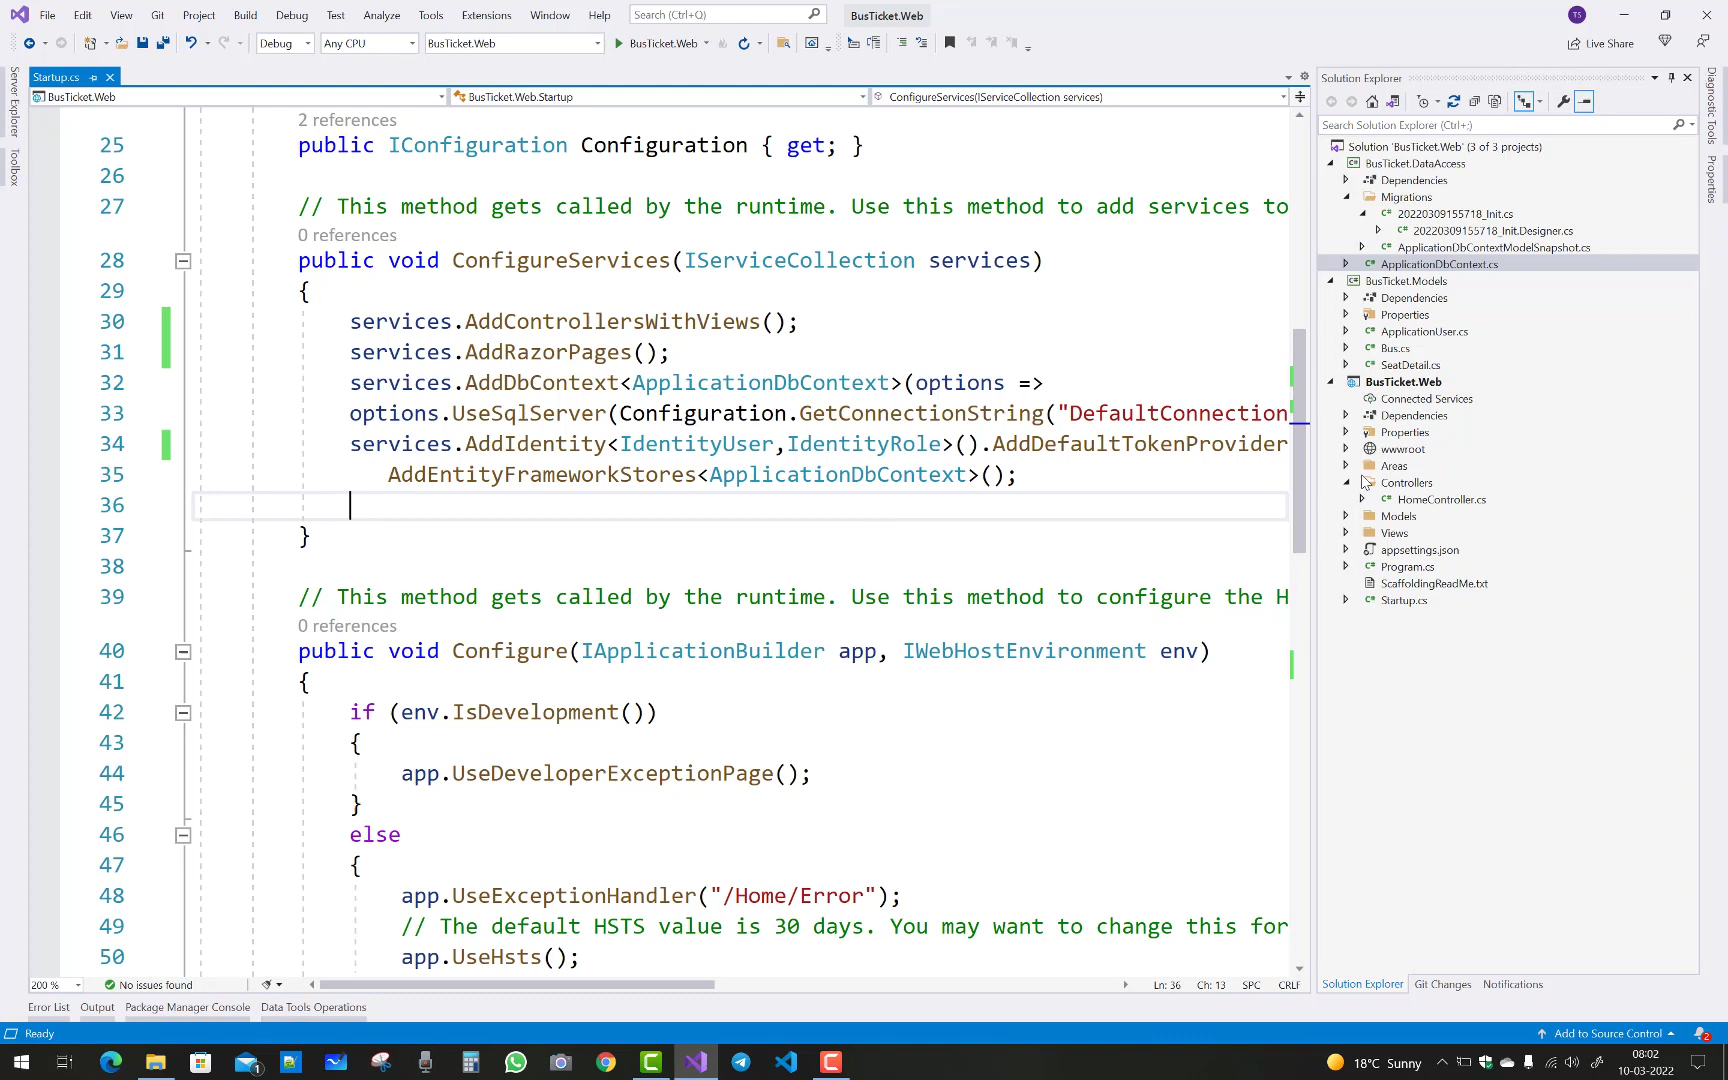 File Edit View Git Project Build Debug Test Analyze Tools Extensions Window Help Search (Ctrl+Q) BusTicket.Web TS
Debug Any CPU BusTicket.Web BusTicket.Web Live Share
Server Explorer
Toolbox
Startup.cs
BusTicket.Web BusTicket.Web.Startup ConfigureServices(IServiceCollection services)
2 references
25 public IConfiguration Configuration { get; }
26
27 // This method gets called by the runtime. Use this method to add services to
0 references
28 public void ConfigureServices(IServiceCollection services)
29 {
30 services.AddControllersWithViews();
31 services.AddRazorPages();
32 services.AddDbContext<ApplicationDbContext>(options =>
33 options.UseSqlServer(Configuration.GetConnectionString("DefaultConnection
34 services.AddIdentity<IdentityUser,IdentityRole>().AddDefaultTokenProvider
35 AddEntityFrameworkStores<ApplicationDbContext>();
36
37 }
38
39 // This method gets called by the runtime. Use this method to configure the H
0 references
40 public void Configure(IApplicationBuilder app, IWebHostEnvironment env)
41 {
42 if (env.IsDevelopment())
43 {
44 app.UseDeveloperExceptionPage();
45 }
46 else
47 {
48 app.UseExceptionHandler("/Home/Error");
49 // The default HSTS value is 30 days. You may want to change this for
50 app.UseHsts();
200 % No issues found Ln: 36 Ch: 13 SPC CRLF
Error List Output Package Manager Console Data Tools Operations
Solution Explorer
Search Solution Explorer (Ctrl+;)
Solution 'BusTicket.Web' (3 of 3 projects)
BusTicket.DataAccess
Dependencies
Migrations
20220309155718_Init.cs
20220309155718_Init.Designer.cs
ApplicationDbContextModelSnapshot.cs
ApplicationDbContext.cs
BusTicket.Models
Dependencies
Properties
ApplicationUser.cs
Bus.cs
SeatDetail.cs
BusTicket.Web
Connected Services
Dependencies
Properties
wwwroot
Areas
Controllers
HomeController.cs
Models
Views
appsettings.json
Program.cs
ScaffoldingReadMe.txt
Startup.cs
Solution Explorer Git Changes Notifications
Diagnostic Tools
Properties
Ready Add to Source Control 2
1 18°C Sunny 08:02
10-03-2022